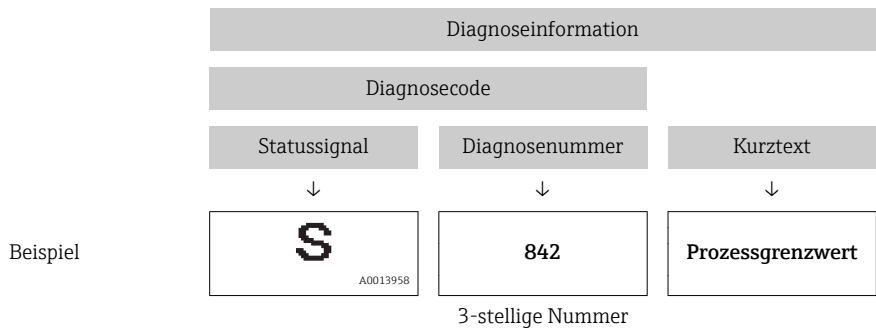 Diagnoseinformation
Diagnosecode
Statussignal Diagnosenummer Kurztext
↓ ↓ ↓
Beispiel S 842 Prozessgrenzwert
A0013958
3-stellige Nummer